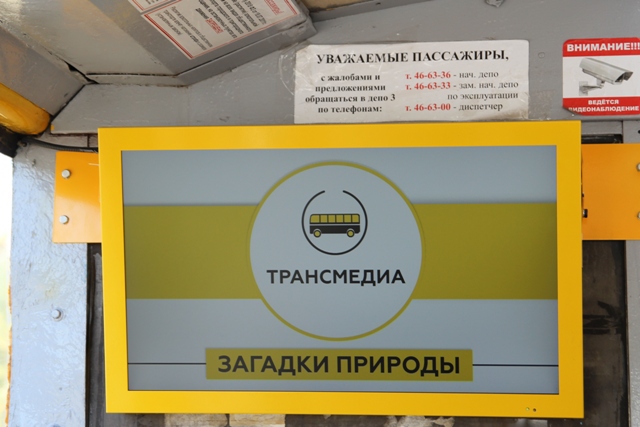 УВАЖАЕМЫЕ ПАССАЖИРЫ,
с жалобами и
предложениями
обращаться в депо 3
по телефонам:
т. 46-63-36 - нач. депо
т. 46-63-33 - зам. нач. депо
по эксплуатации
т. 46-63-00 - диспетчер
ВНИМАНИЕ!!!
ВЕДЁТСЯ
ВИДЕОНАБЛЮДЕНИЕ
ТРАНСМЕДИА
ЗАГАДКИ ПРИРОДЫ